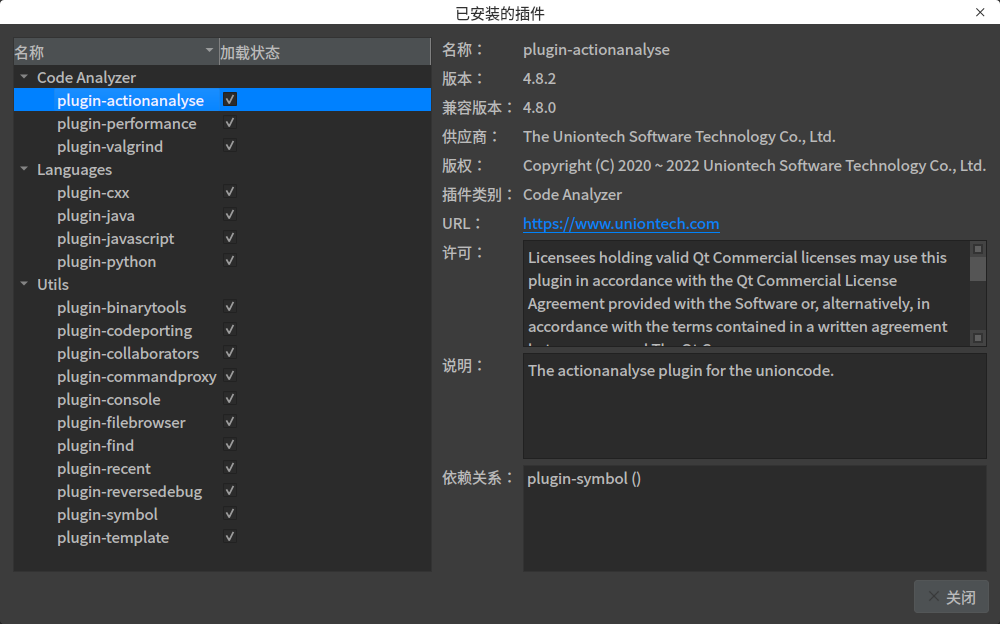 已安装的插件
名称 加载状态
Code Analyzer
plugin-actionanalyse
plugin-performance
plugin-valgrind
Languages
plugin-cxx
plugin-java
plugin-javascript
plugin-python
Utils
plugin-binarytools
plugin-codeporting
plugin-collaborators
plugin-commandproxy
plugin-console
plugin-filebrowser
plugin-find
plugin-recent
plugin-reversedebug
plugin-symbol
plugin-template
名称： plugin-actionanalyse
版本： 4.8.2
兼容版本： 4.8.0
供应商： The Uniontech Software Technology Co., Ltd.
版权： Copyright (C) 2020 ~ 2022 Uniontech Software Technology Co., Ltd.
插件类别： Code Analyzer
URL： https://www.uniontech.com
许可： Licensees holding valid Qt Commercial licenses may use this
plugin in accordance with the Qt Commercial License
Agreement provided with the Software or, alternatively, in
accordance with the terms contained in a written agreement
说明： The actionanalyse plugin for the unioncode.
依赖关系： plugin-symbol ()
关闭